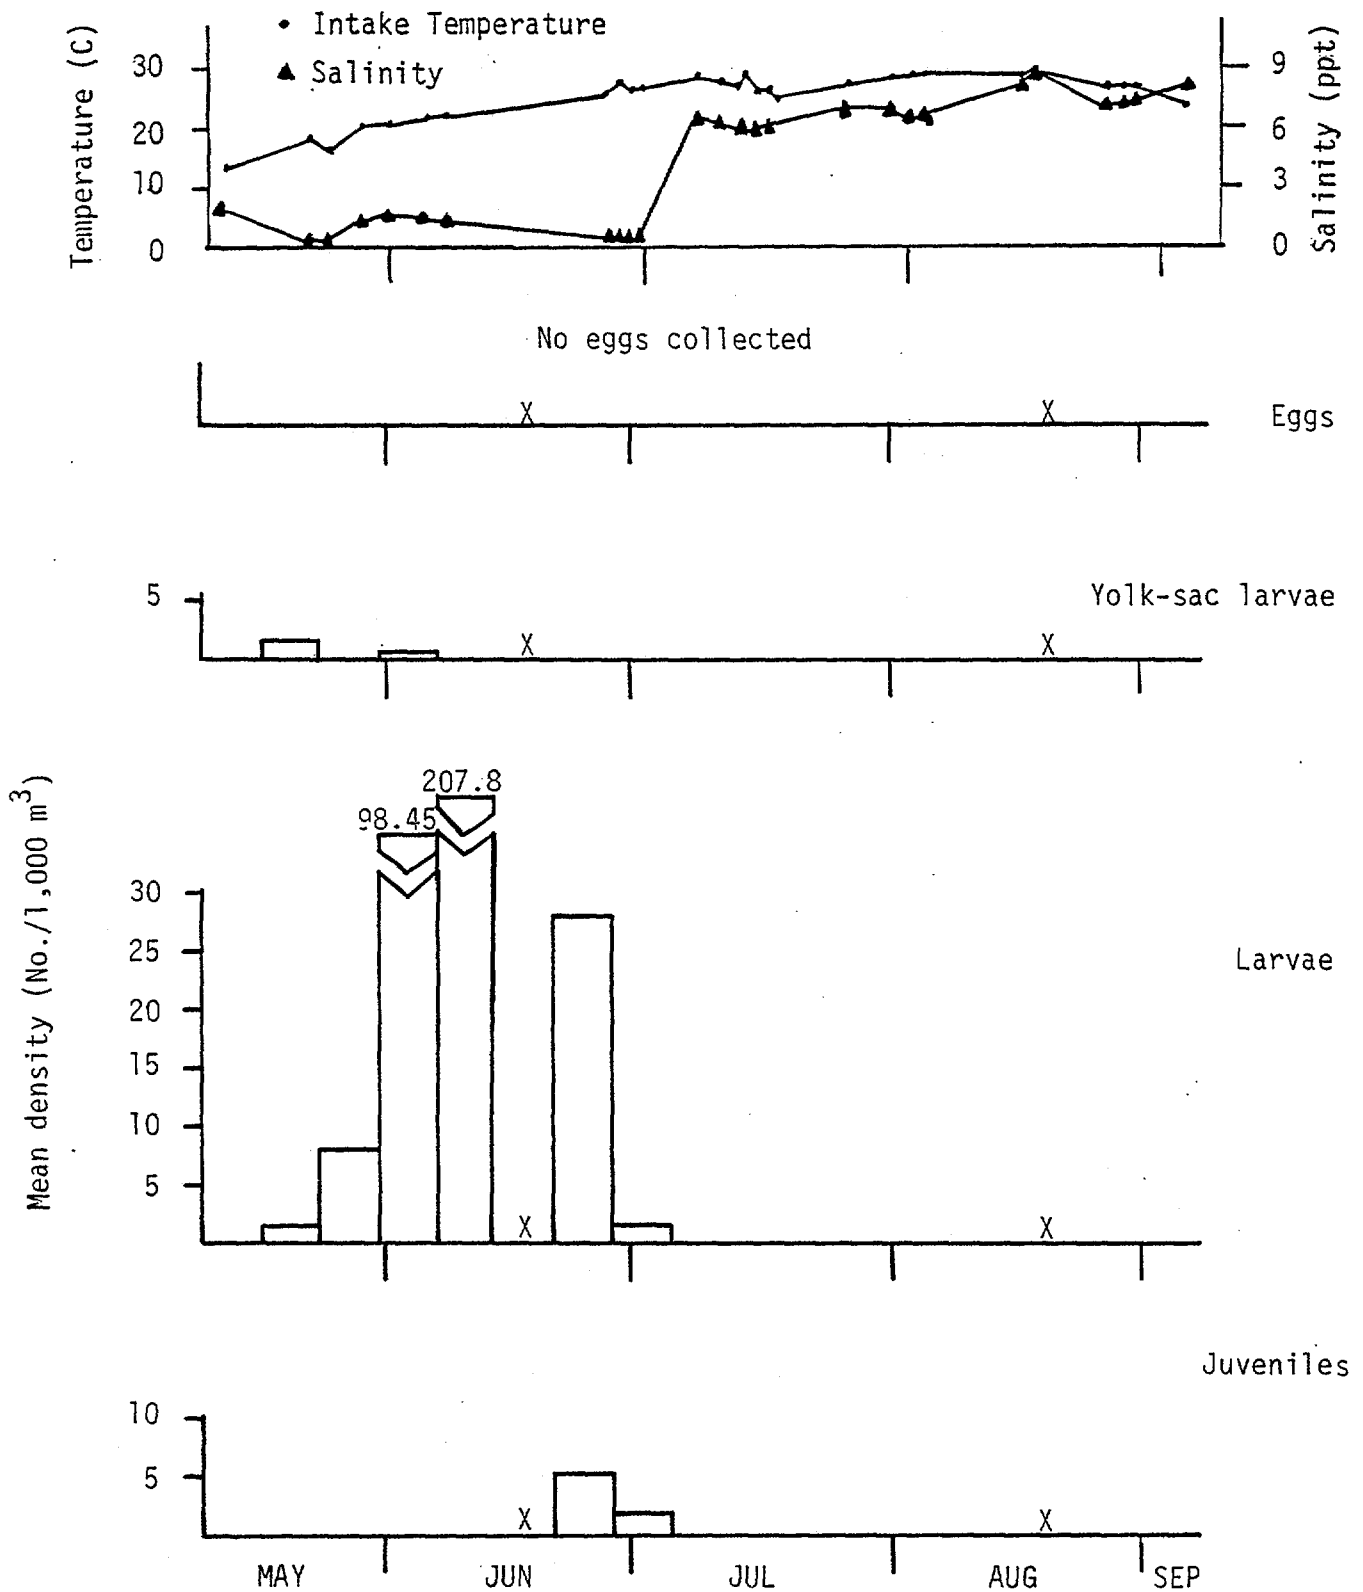 • Intake Temperature
▲ Salinity
Temperature (C)
30
20
10
0
Salinity (ppt)
9
6
3
0
No eggs collected
X
X
Eggs
5
Yolk-sac larvae
X
X
Mean density (No./1,000 m³)
207.8
98.45
30
25
20
15
10
5
Larvae
X
X
Juveniles
10
5
X
X
MAY JUN JUL AUG SEP